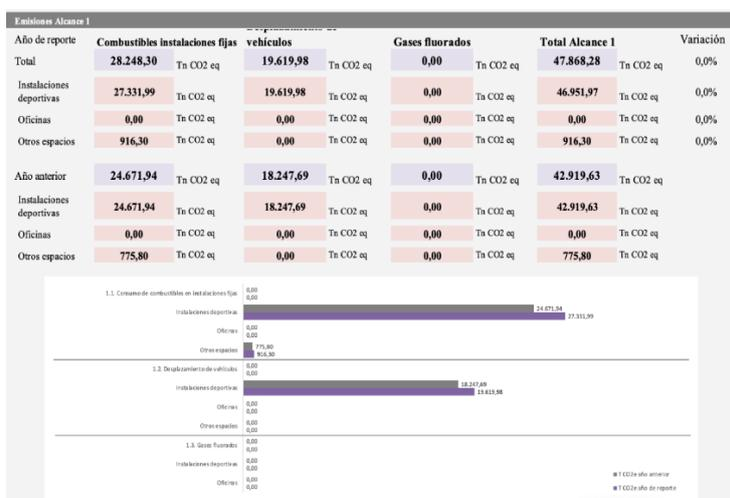 Emisiones Alcance 1
Año de reporte Combustibles instalaciones fijas vehículos Gases fluorados Total Alcance 1 Variación
Total 28.248,30 Tn CO2 eq 19.619,98 Tn CO2 eq 0,00 Tn CO2 eq 47.868,28 Tn CO2 eq 0,0%
Instalaciones
deportivas 27.331,99 Tn CO2 eq 19.619,98 Tn CO2 eq 0,00 Tn CO2 eq 46.951,97 Tn CO2 eq 0,0%
Oficinas 0,00 Tn CO2 eq 0,00 Tn CO2 eq 0,00 Tn CO2 eq 0,00 Tn CO2 eq 0,0%
Otros espacios 916,30 Tn CO2 eq 0,00 Tn CO2 eq 0,00 Tn CO2 eq 916,30 Tn CO2 eq 0,0%
Año anterior 24.671,94 Tn CO2 eq 18.247,69 Tn CO2 eq 0,00 Tn CO2 eq 42.919,63 Tn CO2 eq
Instalaciones
deportivas 24.671,94 Tn CO2 eq 18.247,69 Tn CO2 eq 0,00 Tn CO2 eq 42.919,63 Tn CO2 eq
Oficinas 0,00 Tn CO2 eq 0,00 Tn CO2 eq 0,00 Tn CO2 eq 0,00 Tn CO2 eq
Otros espacios 775,80 Tn CO2 eq 0,00 Tn CO2 eq 0,00 Tn CO2 eq 775,80 Tn CO2 eq
1.1. Consumo de combustibles en instalaciones fijas 0,00
0,00
Instalaciones deportivas 24.671,94
27.331,99
Oficinas 0,00
0,00
Otros espacios 775,80
916,30
1.2. Desplazamiento de vehículos 0,00
0,00
Instalaciones deportivas 18.247,69
19.619,98
Oficinas 0,00
0,00
Otros espacios 0,00
0,00
1.3. Gases fluorados 0,00
0,00
Instalaciones deportivas 0,00
0,00
Oficinas 0,00
0,00
T CO2e año anterior
T CO2e año de reporte